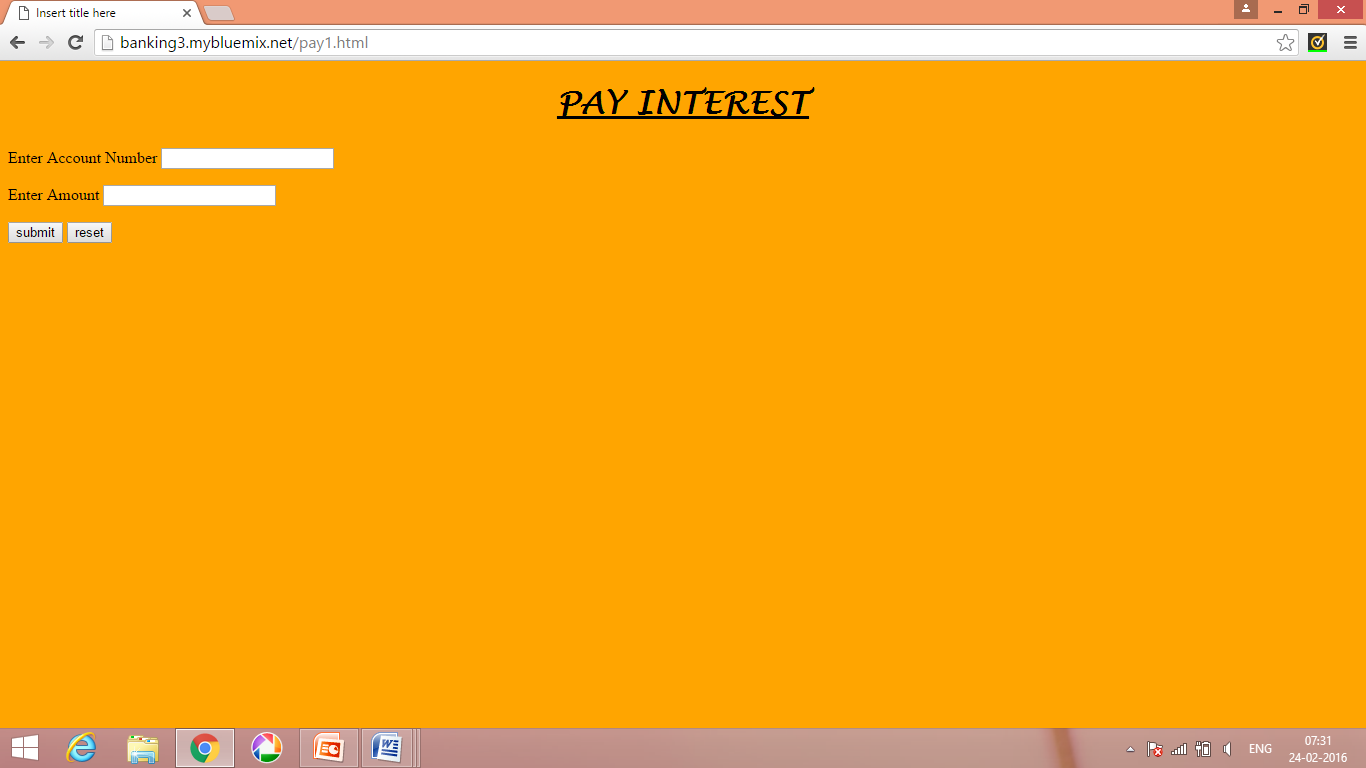 Insert title here
banking3.mybluemix.net/pay1.html
PAY INTEREST
Enter Account Number
Enter Amount
submit reset
ENG
07:31
24-02-2016